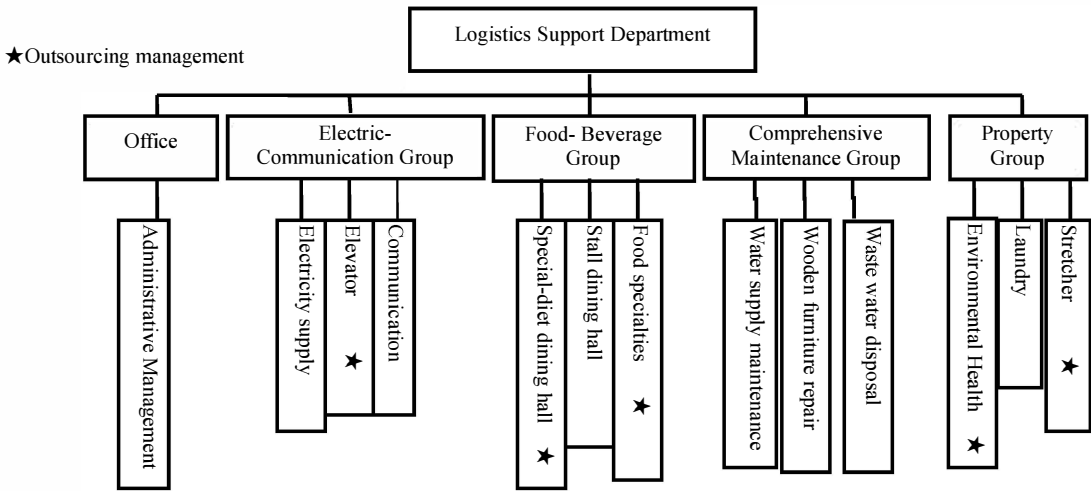 Logistics Support Department
★Outsourcing management
Office
Electric-
Communication Group
Food- Beverage
Group
Comprehensive
Maintenance Group
Property
Group
Administrative Management
Electricity supply
Elevator ★
Communication
Special-diet dining hall ★
Stall dining hall
Food specialties ★
Water supply maintenance
Wooden furniture repair
Waste water disposal
Environmental Health ★
Laundry
Stretcher ★